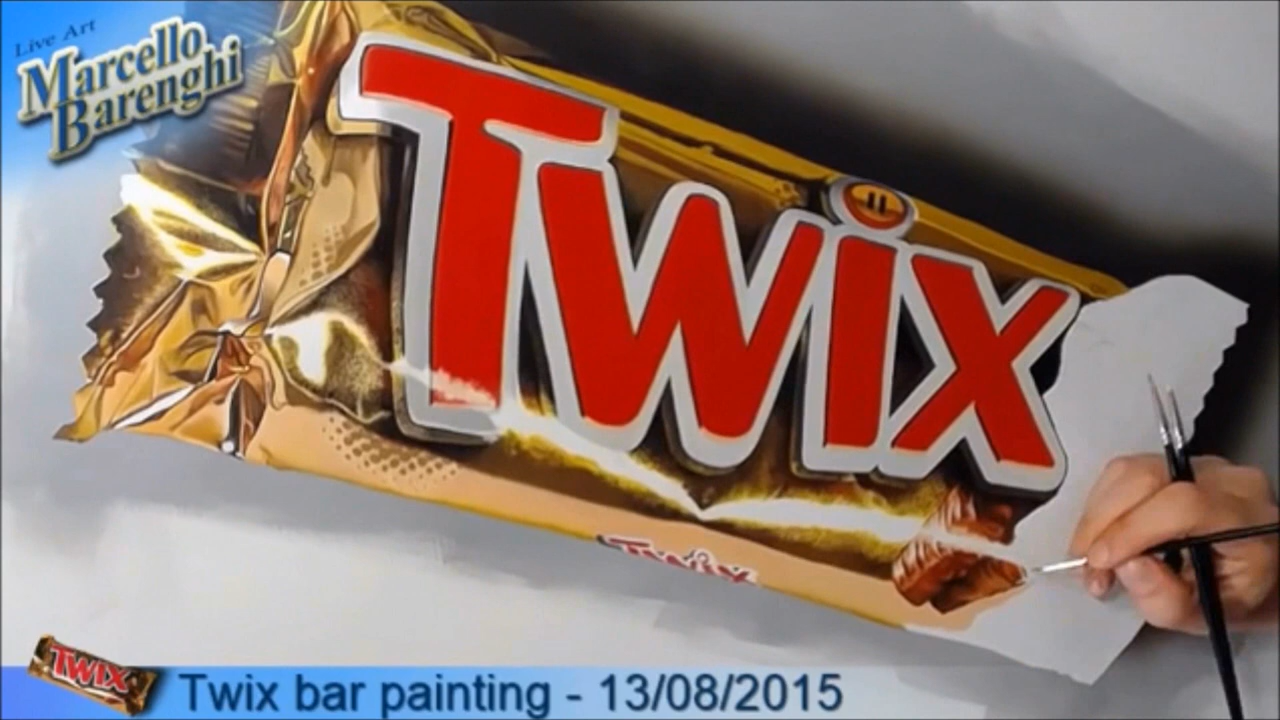 Live Art
Marcello
Barenghi
TWIX
TWIX
TWIX
Twix bar painting - 13/08/2015